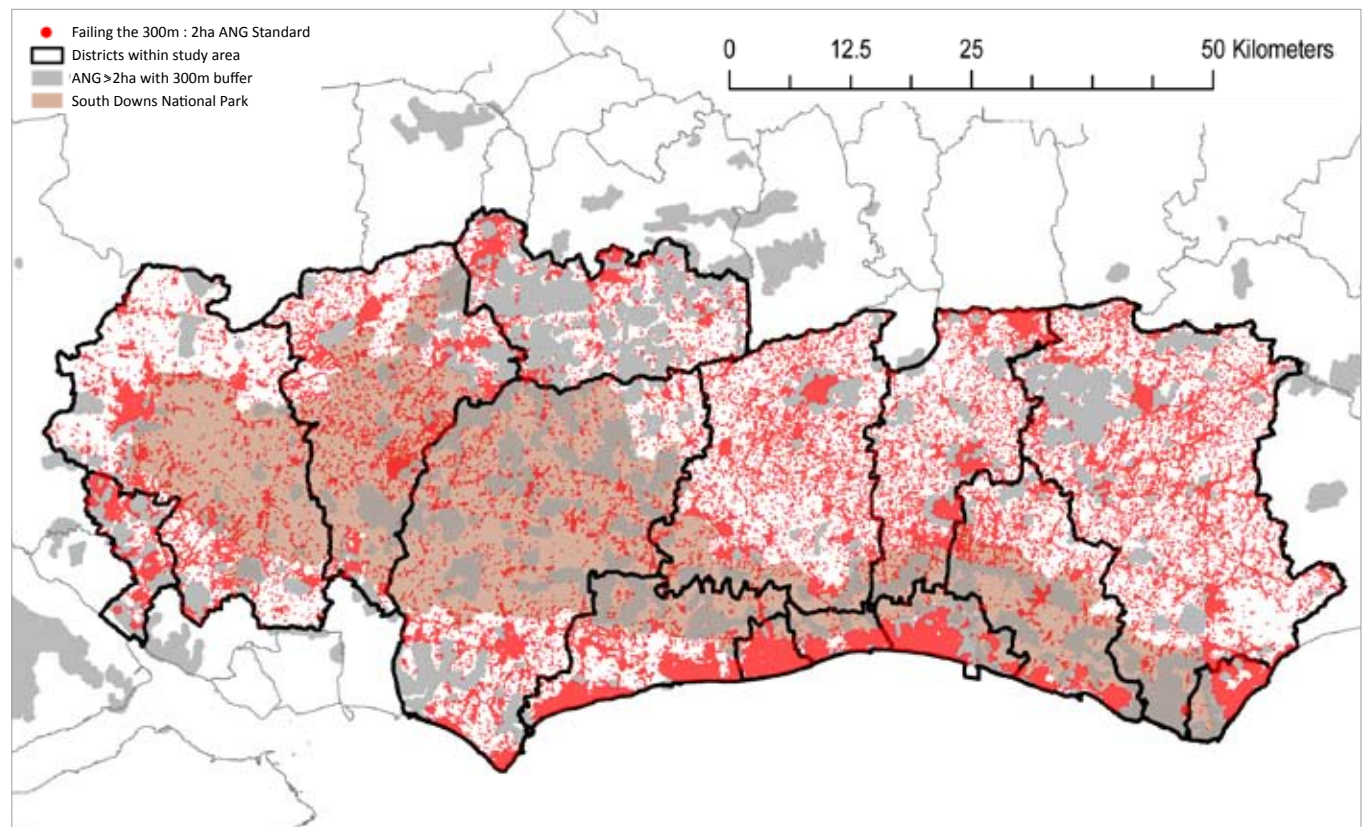 Failing the 300m : 2ha ANG Standard
Districts within study area
ANG >2ha with 300m buffer
South Downs National Park
0 12.5 25 50 Kilometers